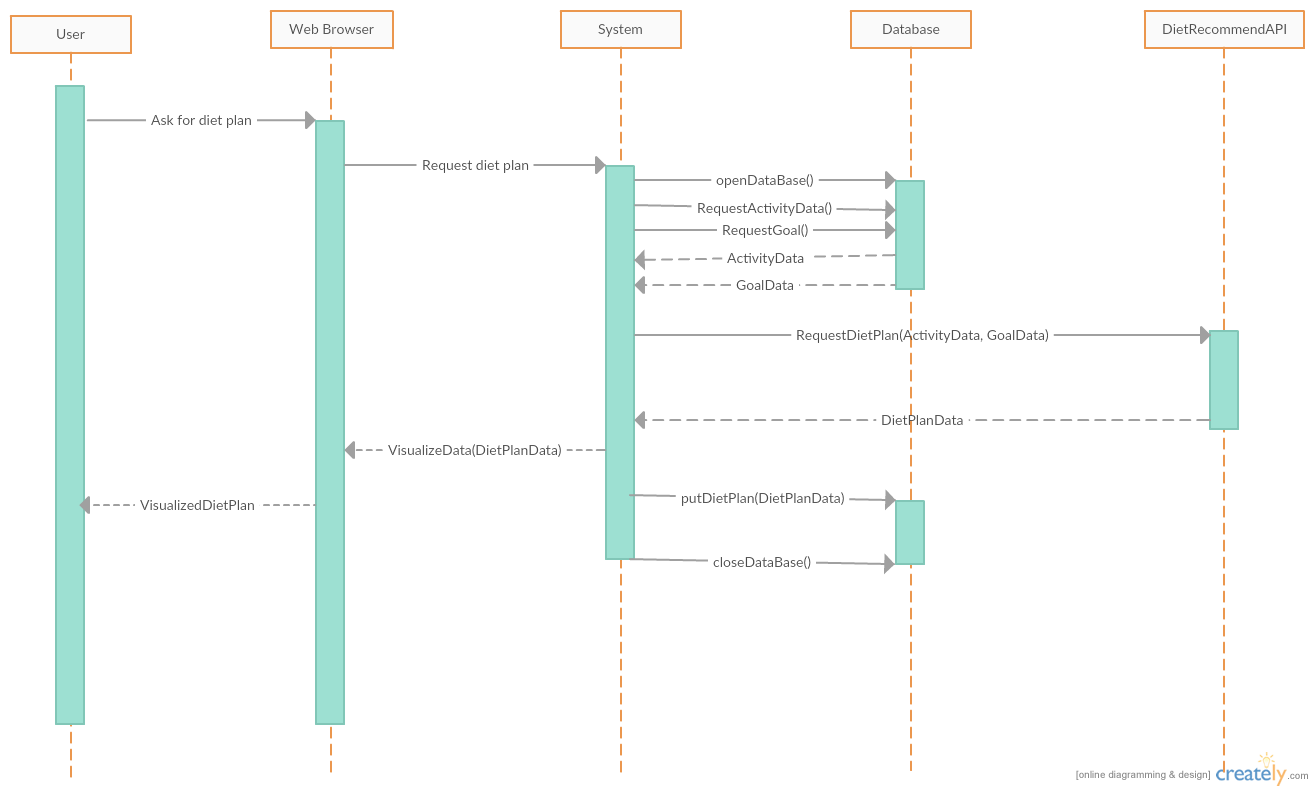 User
Web Browser
System
Database
DietRecommendAPI
Ask for diet plan
Request diet plan
openDataBase()
RequestActivityData()
RequestGoal()
ActivityData
GoalData
RequestDietPlan(ActivityData, GoalData)
DietPlanData
VisualizeData(DietPlanData)
putDietPlan(DietPlanData)
VisualizedDietPlan
closeDataBase()
[online diagramming & design] creately.com